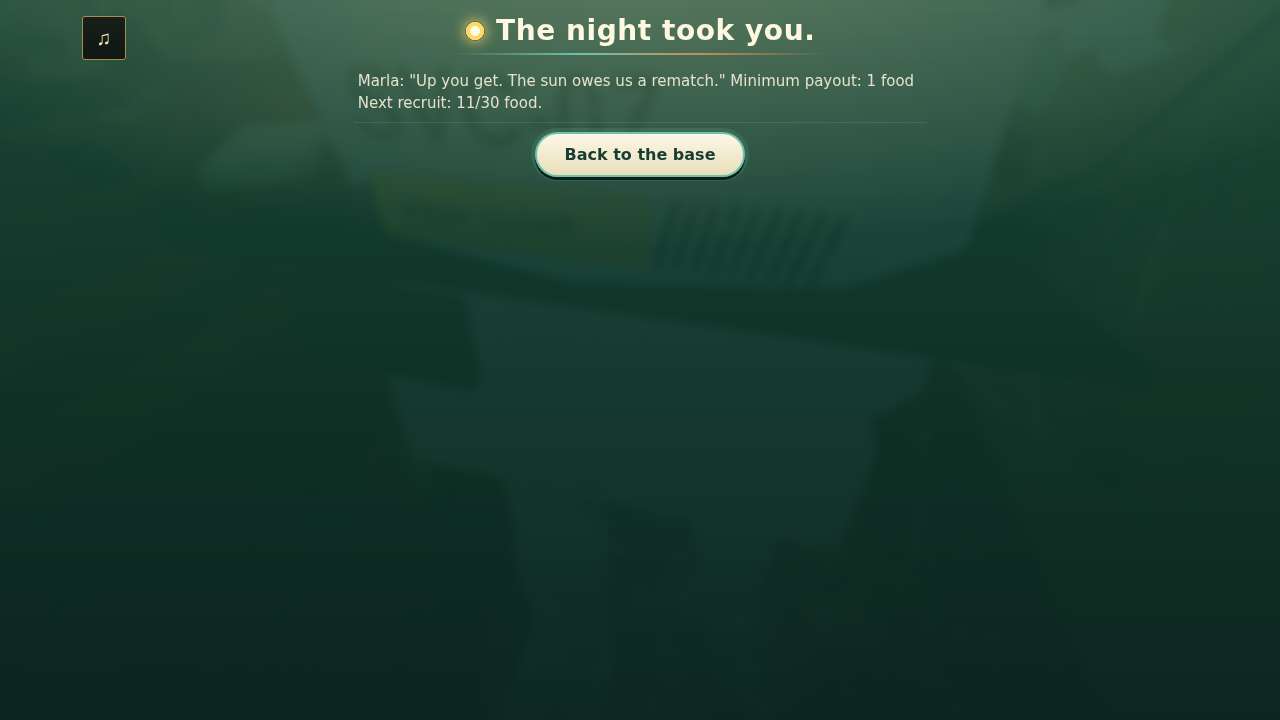 ♫
The night took you.
Marla: "Up you get. The sun owes us a rematch." Minimum payout: 1 food
Next recruit: 11/30 food.
Back to the base